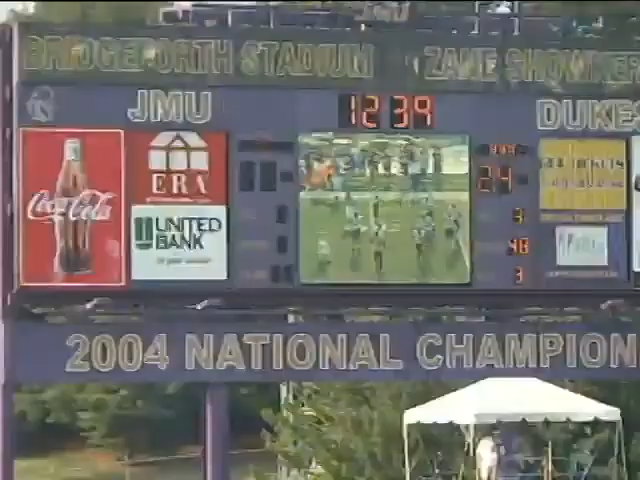 BRIDGEFORTH STADIUM ZANE SHOWKER
JMU 12 39 DUKES
Coca-Cola
ERA
UNITED
BANK
24
3
48
3
2004 NATIONAL CHAMPION